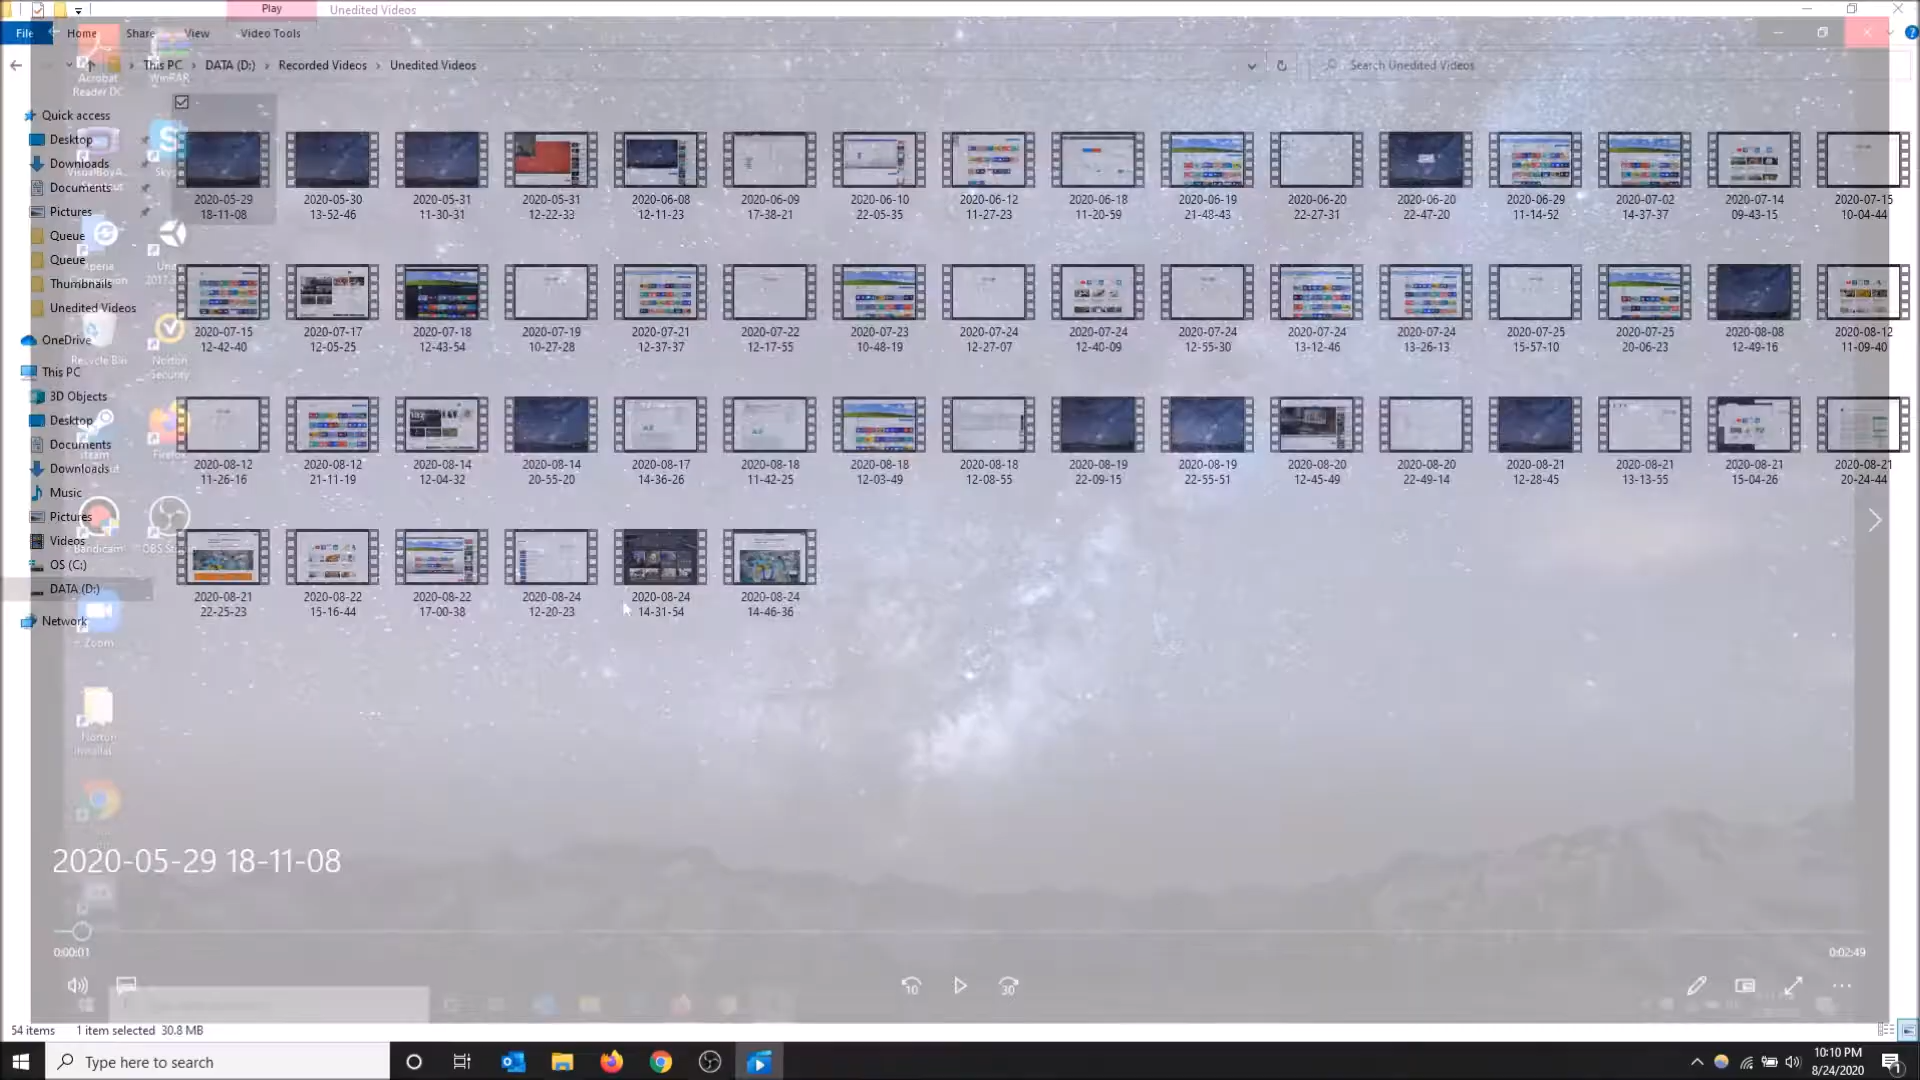 Play
Unedited Videos
File
Home
Share
View
Video Tools
This PC
DATA (D:)
Recorded Videos
Unedited Videos
Search Unedited Videos
Acrobat
Reader DC
WinRAR
Quick access
Desktop
Downloads
Documents
Pictures
Queue
Queue
Thumbnails
Unedited Videos
OneDrive
Recycle Bin
Norton
Security
This PC
3D Objects
Desktop
Documents
Downloads
Steam
Firefox
Music
Pictures
Videos
Bandicam
OS (C:)
DATA (D:)
Network
Zoom
Norton
2020-05-29
18-11-08
2020-05-30
13-52-46
2020-05-31
11-30-31
2020-05-31
12-22-33
2020-06-08
12-11-23
2020-06-09
17-38-21
2020-06-10
22-05-35
2020-06-12
11-27-23
2020-06-18
11-20-59
2020-06-19
21-48-43
2020-06-20
22-27-31
2020-06-20
22-47-20
2020-06-29
11-14-52
2020-07-02
14-37-37
2020-07-14
09-43-15
2020-07-15
10-04-44
2020-07-15
12-42-40
2020-07-17
12-05-25
2020-07-18
12-43-54
2020-07-19
10-27-28
2020-07-21
12-37-37
2020-07-22
12-17-55
2020-07-23
10-48-19
2020-07-24
12-27-07
2020-07-24
12-40-09
2020-07-24
12-55-30
2020-07-24
13-12-46
2020-07-24
13-26-13
2020-07-25
15-57-10
2020-07-25
20-06-23
2020-08-08
12-49-16
2020-08-12
11-09-40
2020-08-12
11-26-16
2020-08-12
21-11-19
2020-08-14
12-04-32
2020-08-14
20-55-20
2020-08-17
14-36-26
2020-08-18
11-42-25
2020-08-18
12-03-49
2020-08-18
12-08-55
2020-08-19
22-09-15
2020-08-19
22-55-51
2020-08-20
12-45-49
2020-08-20
22-49-14
2020-08-21
12-28-45
2020-08-21
13-13-55
2020-08-21
15-04-26
2020-08-21
20-24-44
2020-08-21
22-25-23
2020-08-22
15-16-44
2020-08-22
17-00-38
2020-08-24
12-20-23
2020-08-24
14-31-54
2020-08-24
14-46-36
2020-05-29 18-11-08
0:00:01
0:02:49
10
30
54 items
1 item selected 30.8 MB
Type here to search
10:10 PM
8/24/2020
1